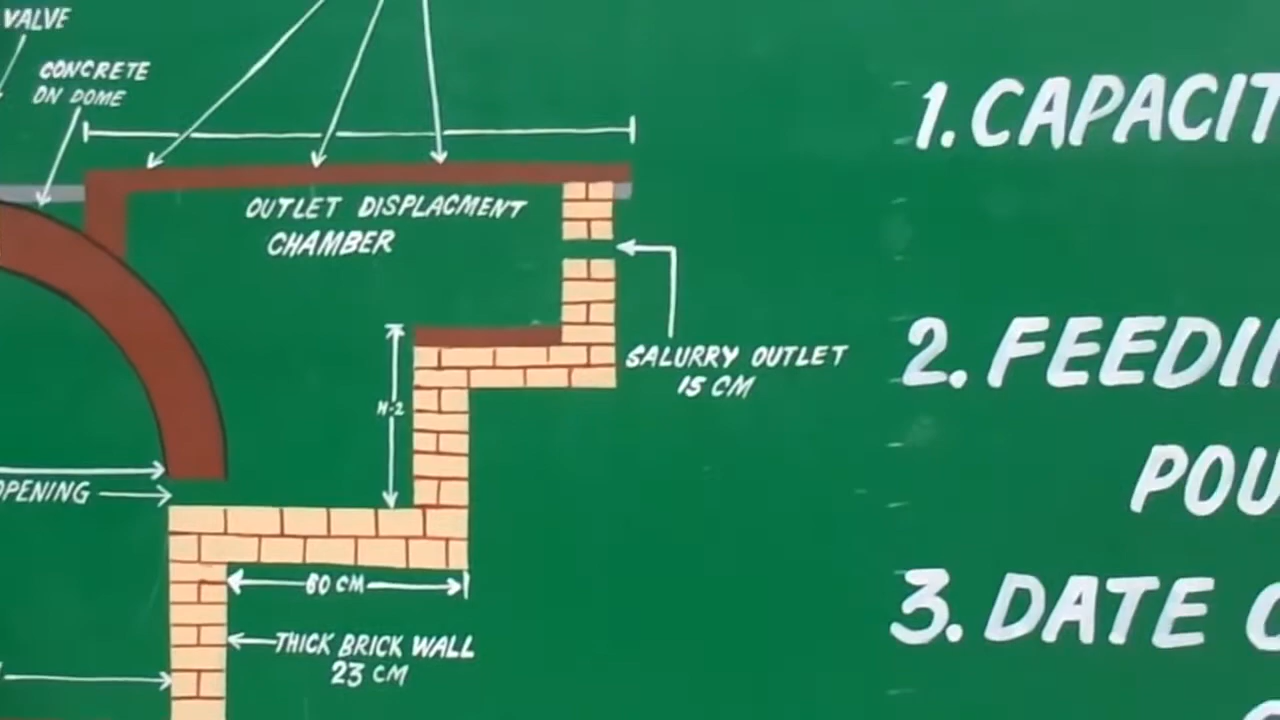 VALVE
CONCRETE
ON DOME
OUTLET DISPLACMENT
CHAMBER
SALURRY OUTLET
15 CM
H-2
OPENING
60 CM
THICK BRICK WALL
23 CM
1. CAPACIT
2. FEEDI
POU
3. DATE